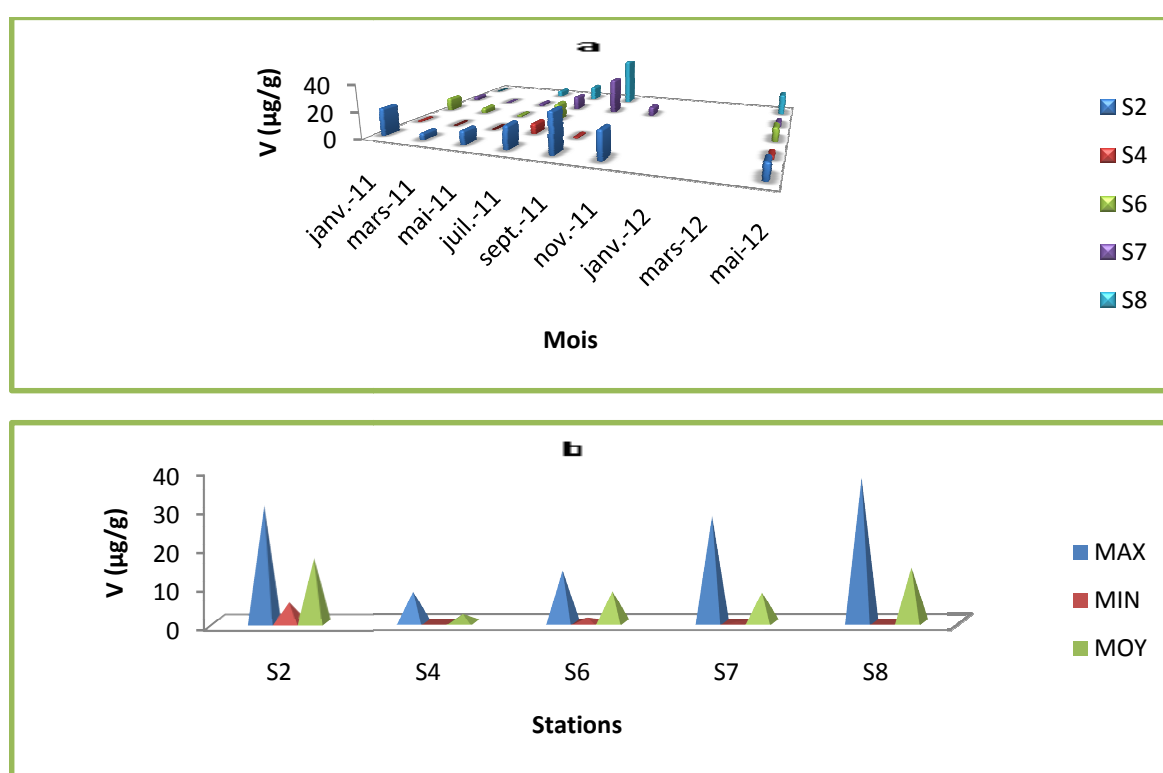 a
V (µg/g)
40
20
0
janv.-11
mars-11
mai-11
juil.-11
sept.-11
nov.-11
janv.-12
mars-12
mai-12
Mois
S2
S4
S6
S7
S8
b
V (µg/g)
40
30
20
10
0
S2
S4
S6
S7
S8
Stations
MAX
MIN
MOY